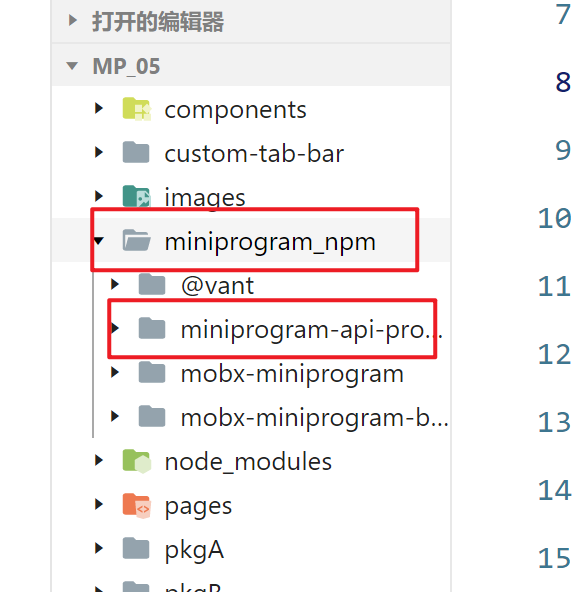 打开的编辑器
MP_05
components
custom-tab-bar
images
miniprogram_npm
@vant
miniprogram-api-pro...
mobx-miniprogram
mobx-miniprogram-b...
node_modules
pages
pkgA
pkgB
7
8
9
10
11
12
13
14
15